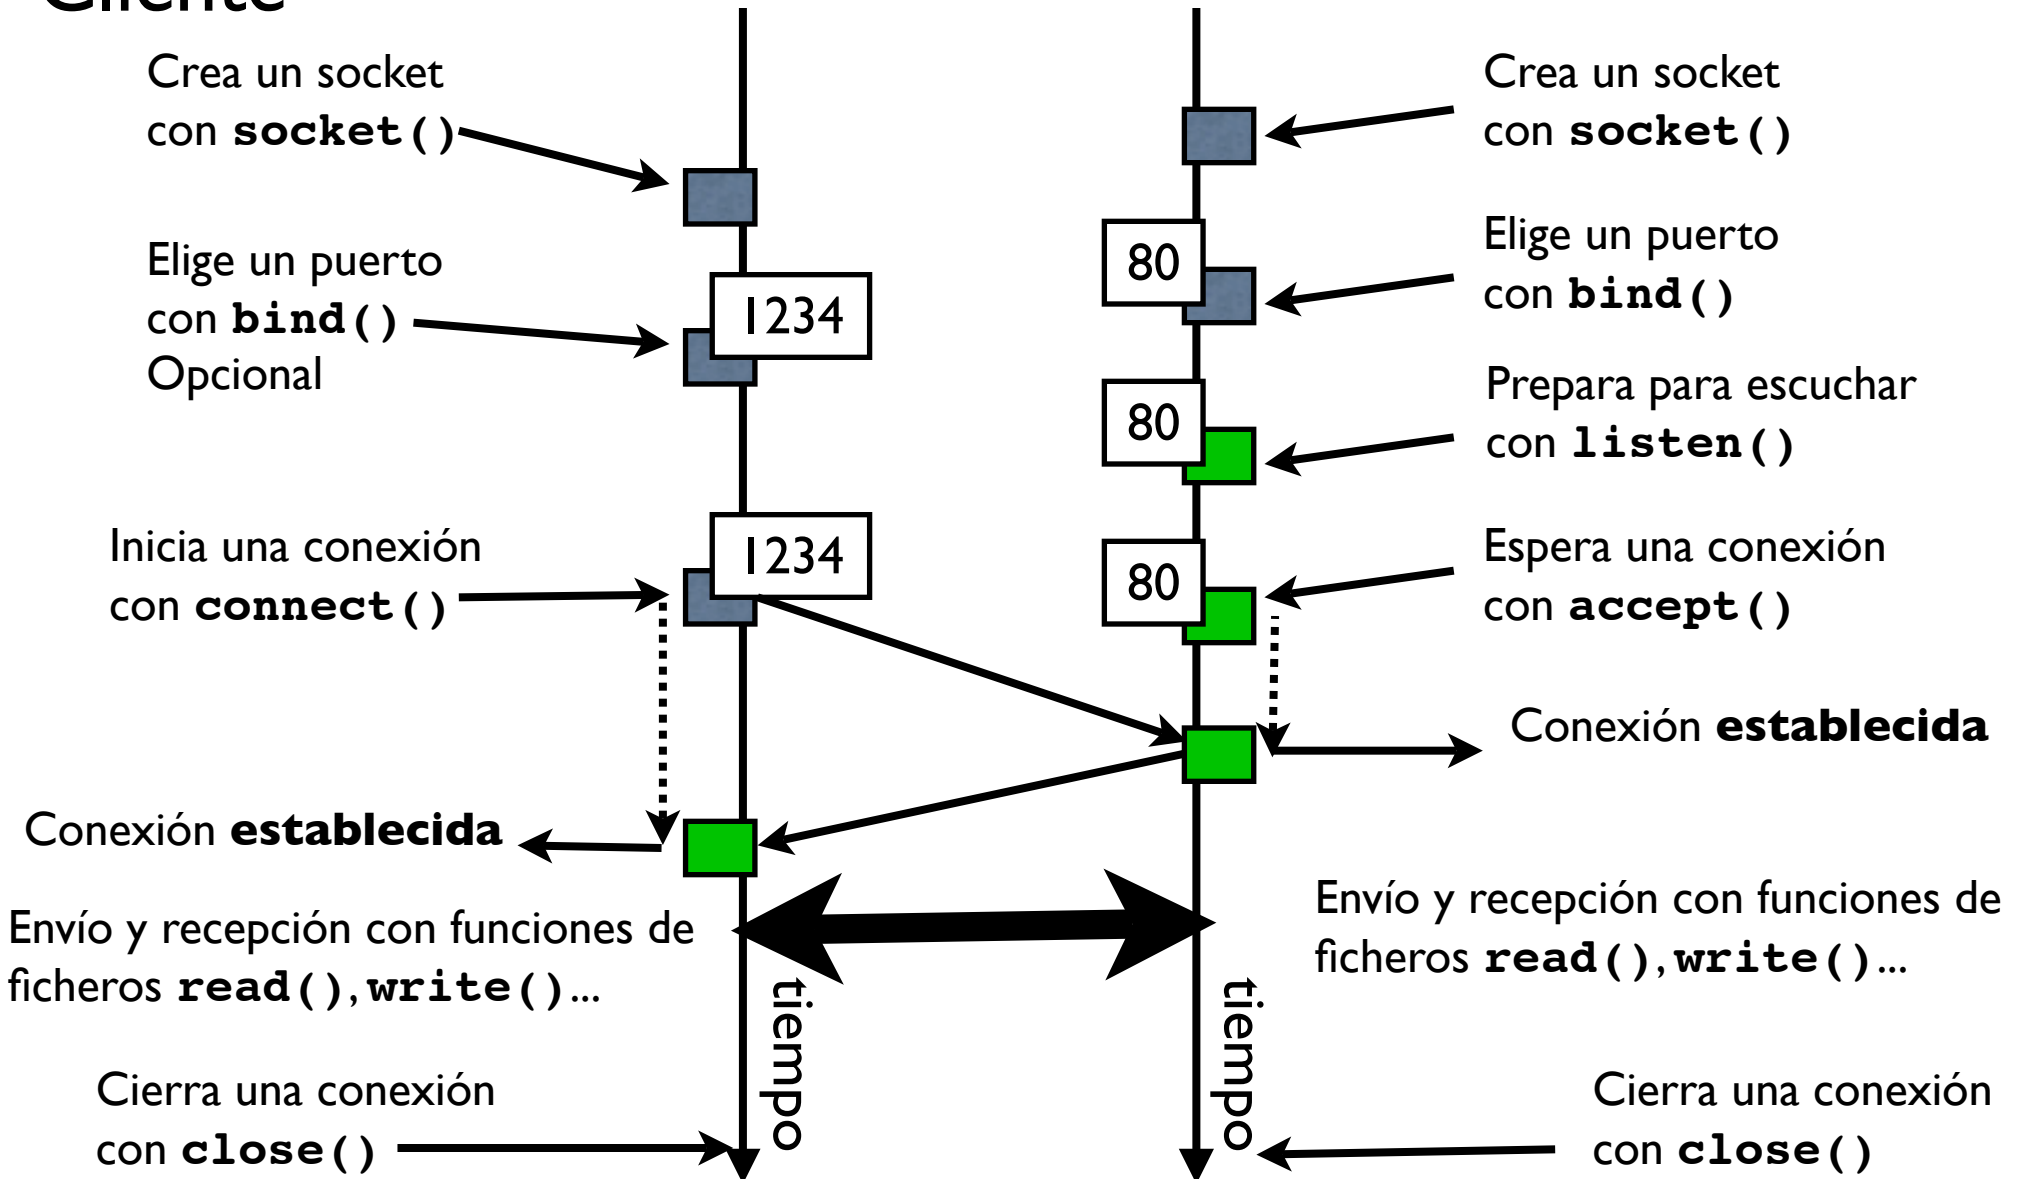 Cliente
Crea un socket
con socket()
Elige un puerto
con bind()
Opcional
1234
Inicia una conexión
con connect()
1234
Conexión establecida
Envío y recepción con funciones de
ficheros read(), write()...
Cierra una conexión
con close()
tiempo
Crea un socket
con socket()
80
Elige un puerto
con bind()
80
Prepara para escuchar
con listen()
80
Espera una conexión
con accept()
Conexión establecida
Envío y recepción con funciones de
ficheros read(), write()...
tiempo
Cierra una conexión
con close()